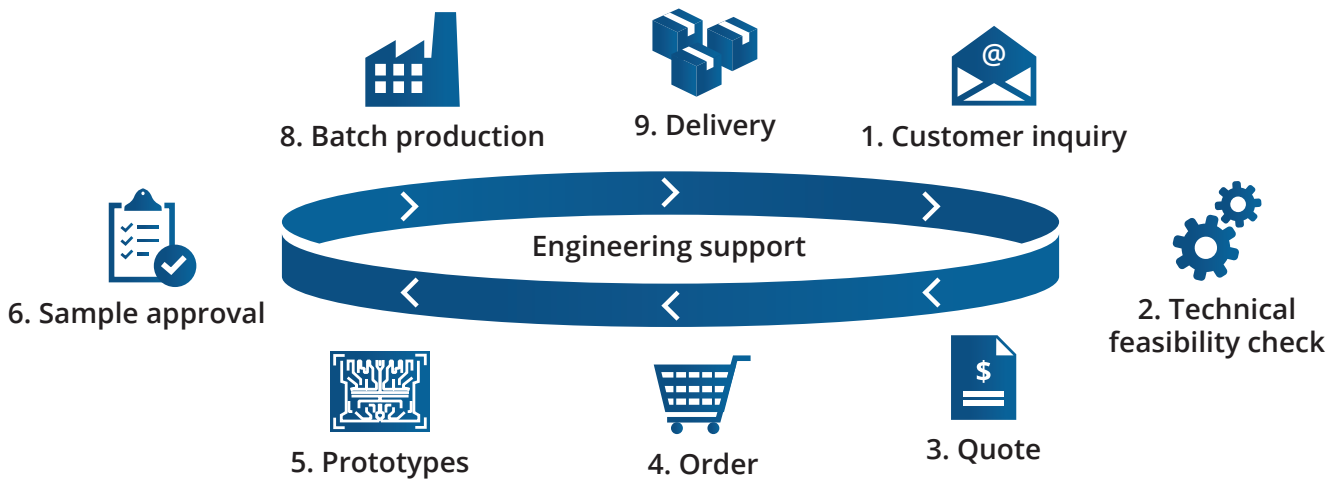 @
8. Batch production
9. Delivery
1. Customer inquiry
Engineering support
6. Sample approval
2. Technical
feasibility check
$
5. Prototypes
4. Order
3. Quote